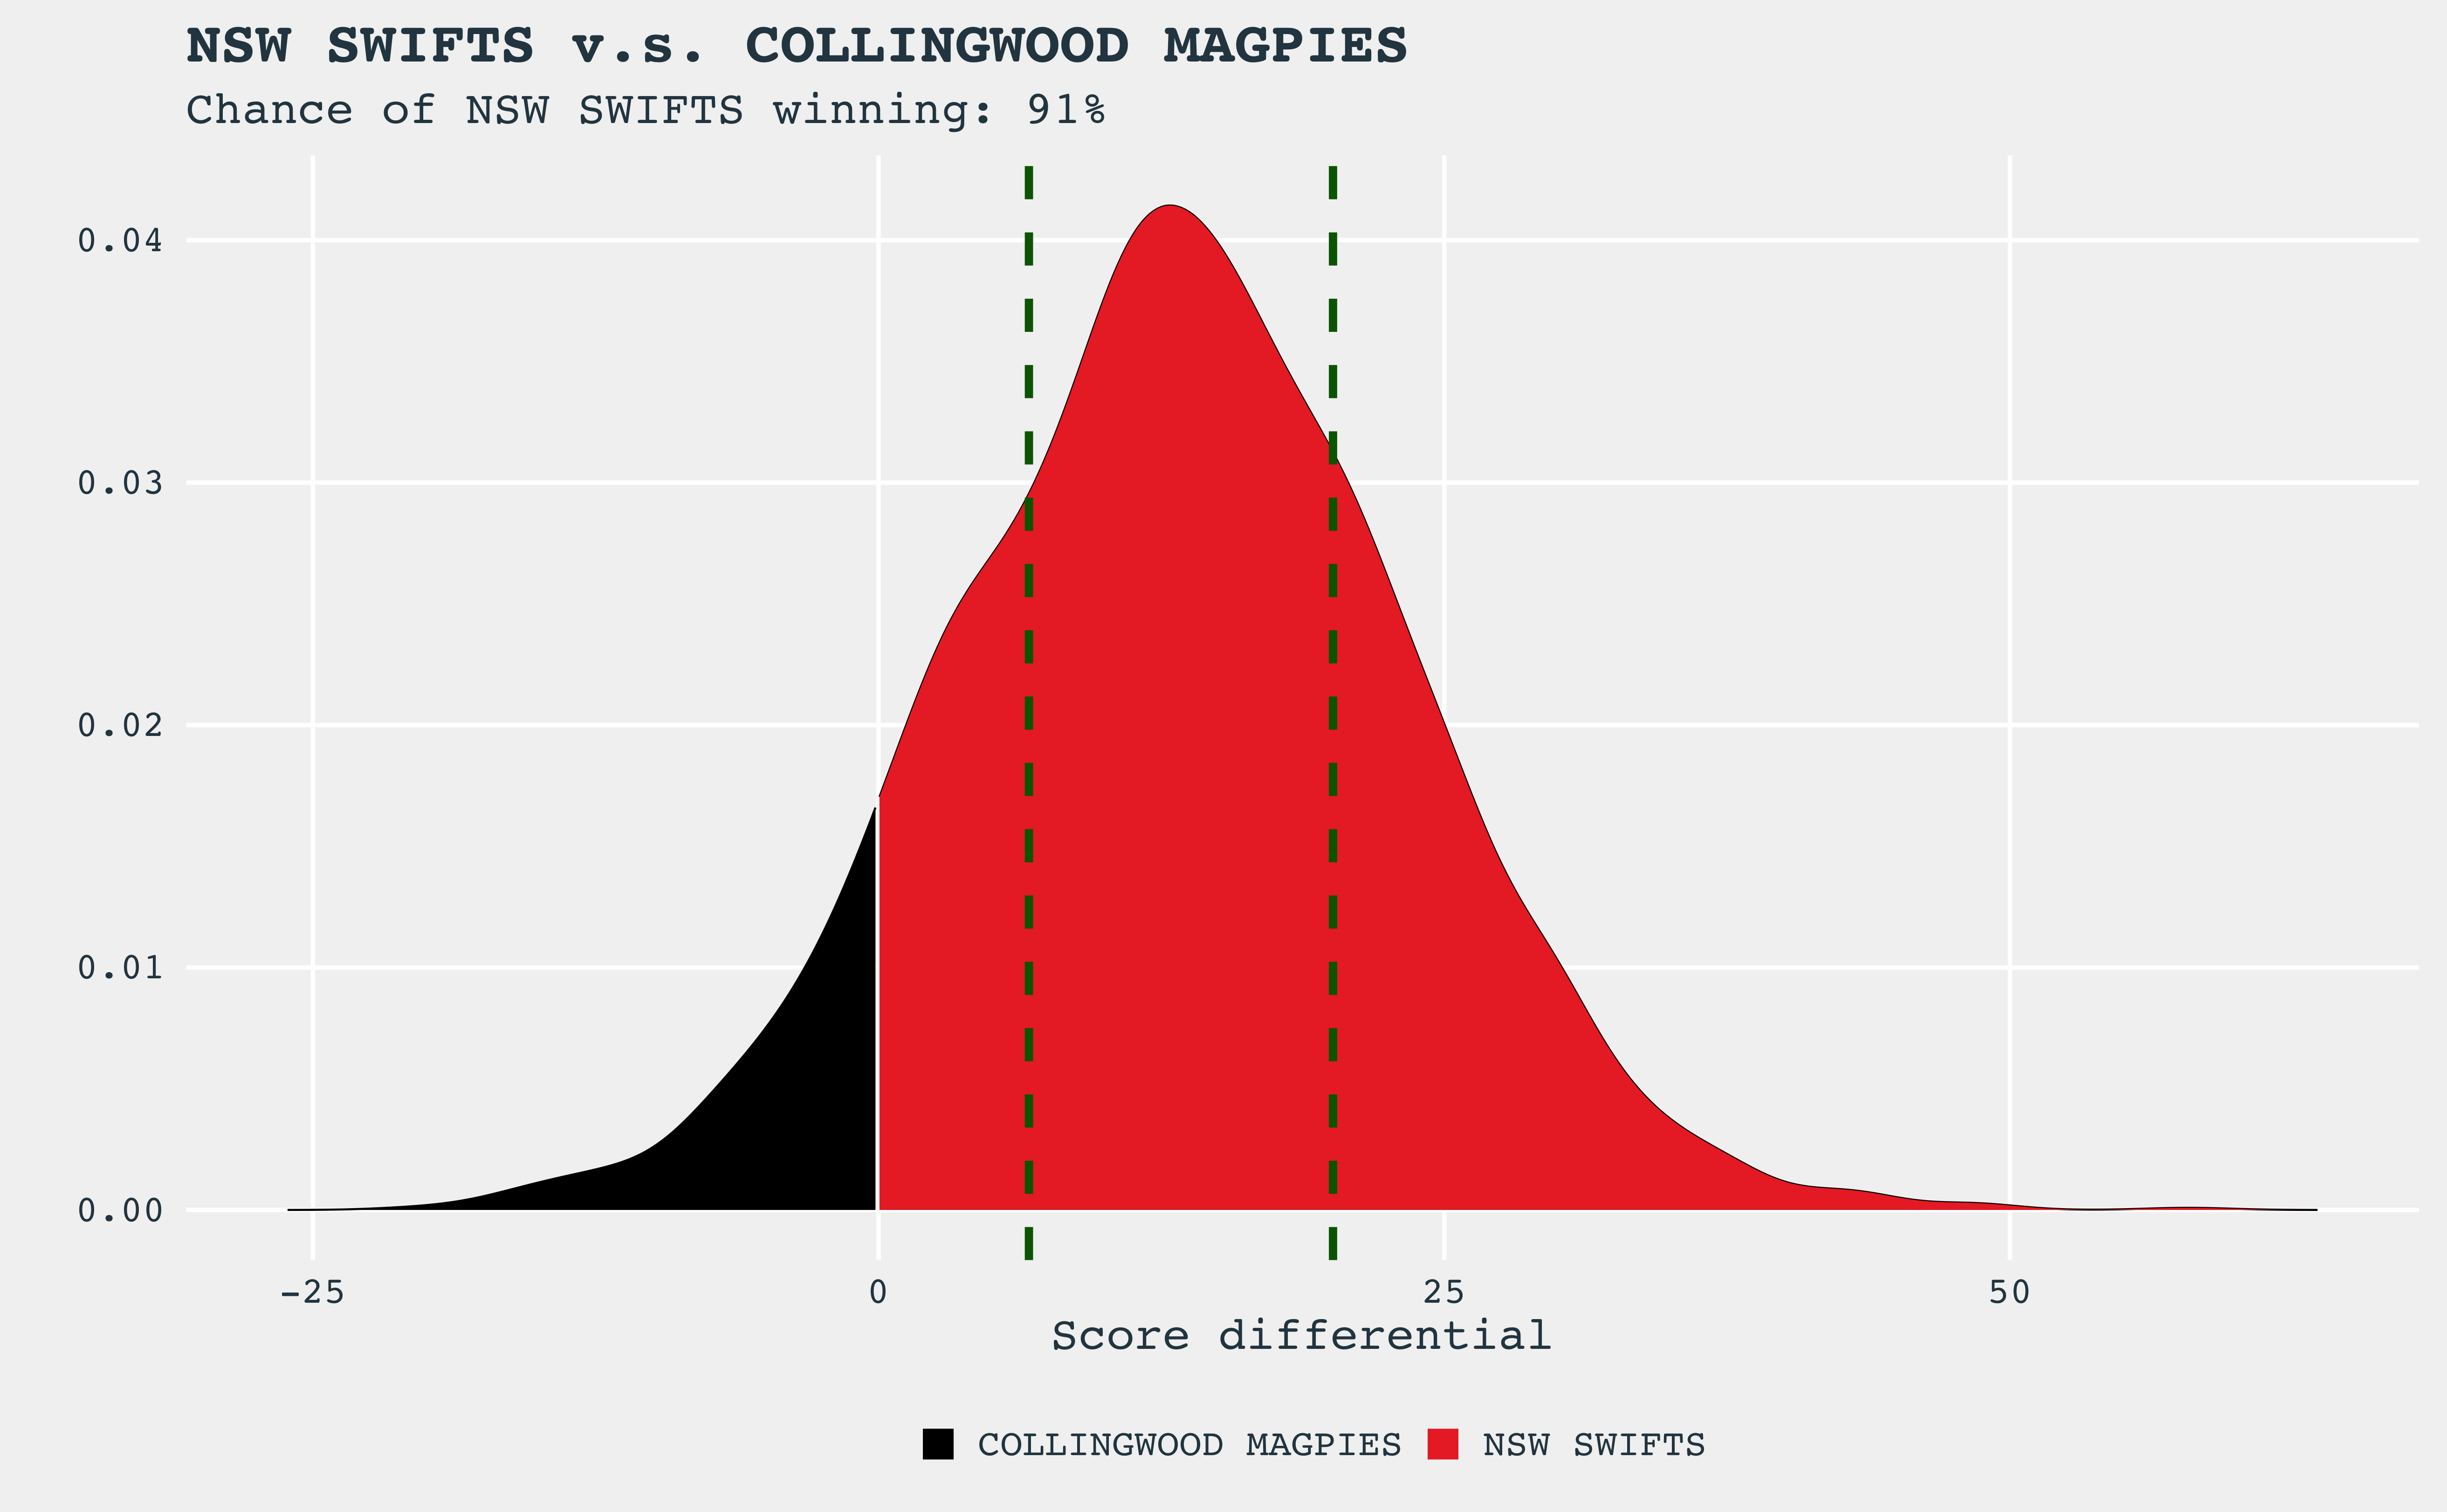 NSW SWIFTS v.s. COLLINGWOOD MAGPIES
Chance of NSW SWIFTS winning: 91%
0.04
0.03
0.02
0.01
0.00
-25 0 25 50
Score differential
COLLINGWOOD MAGPIES NSW SWIFTS